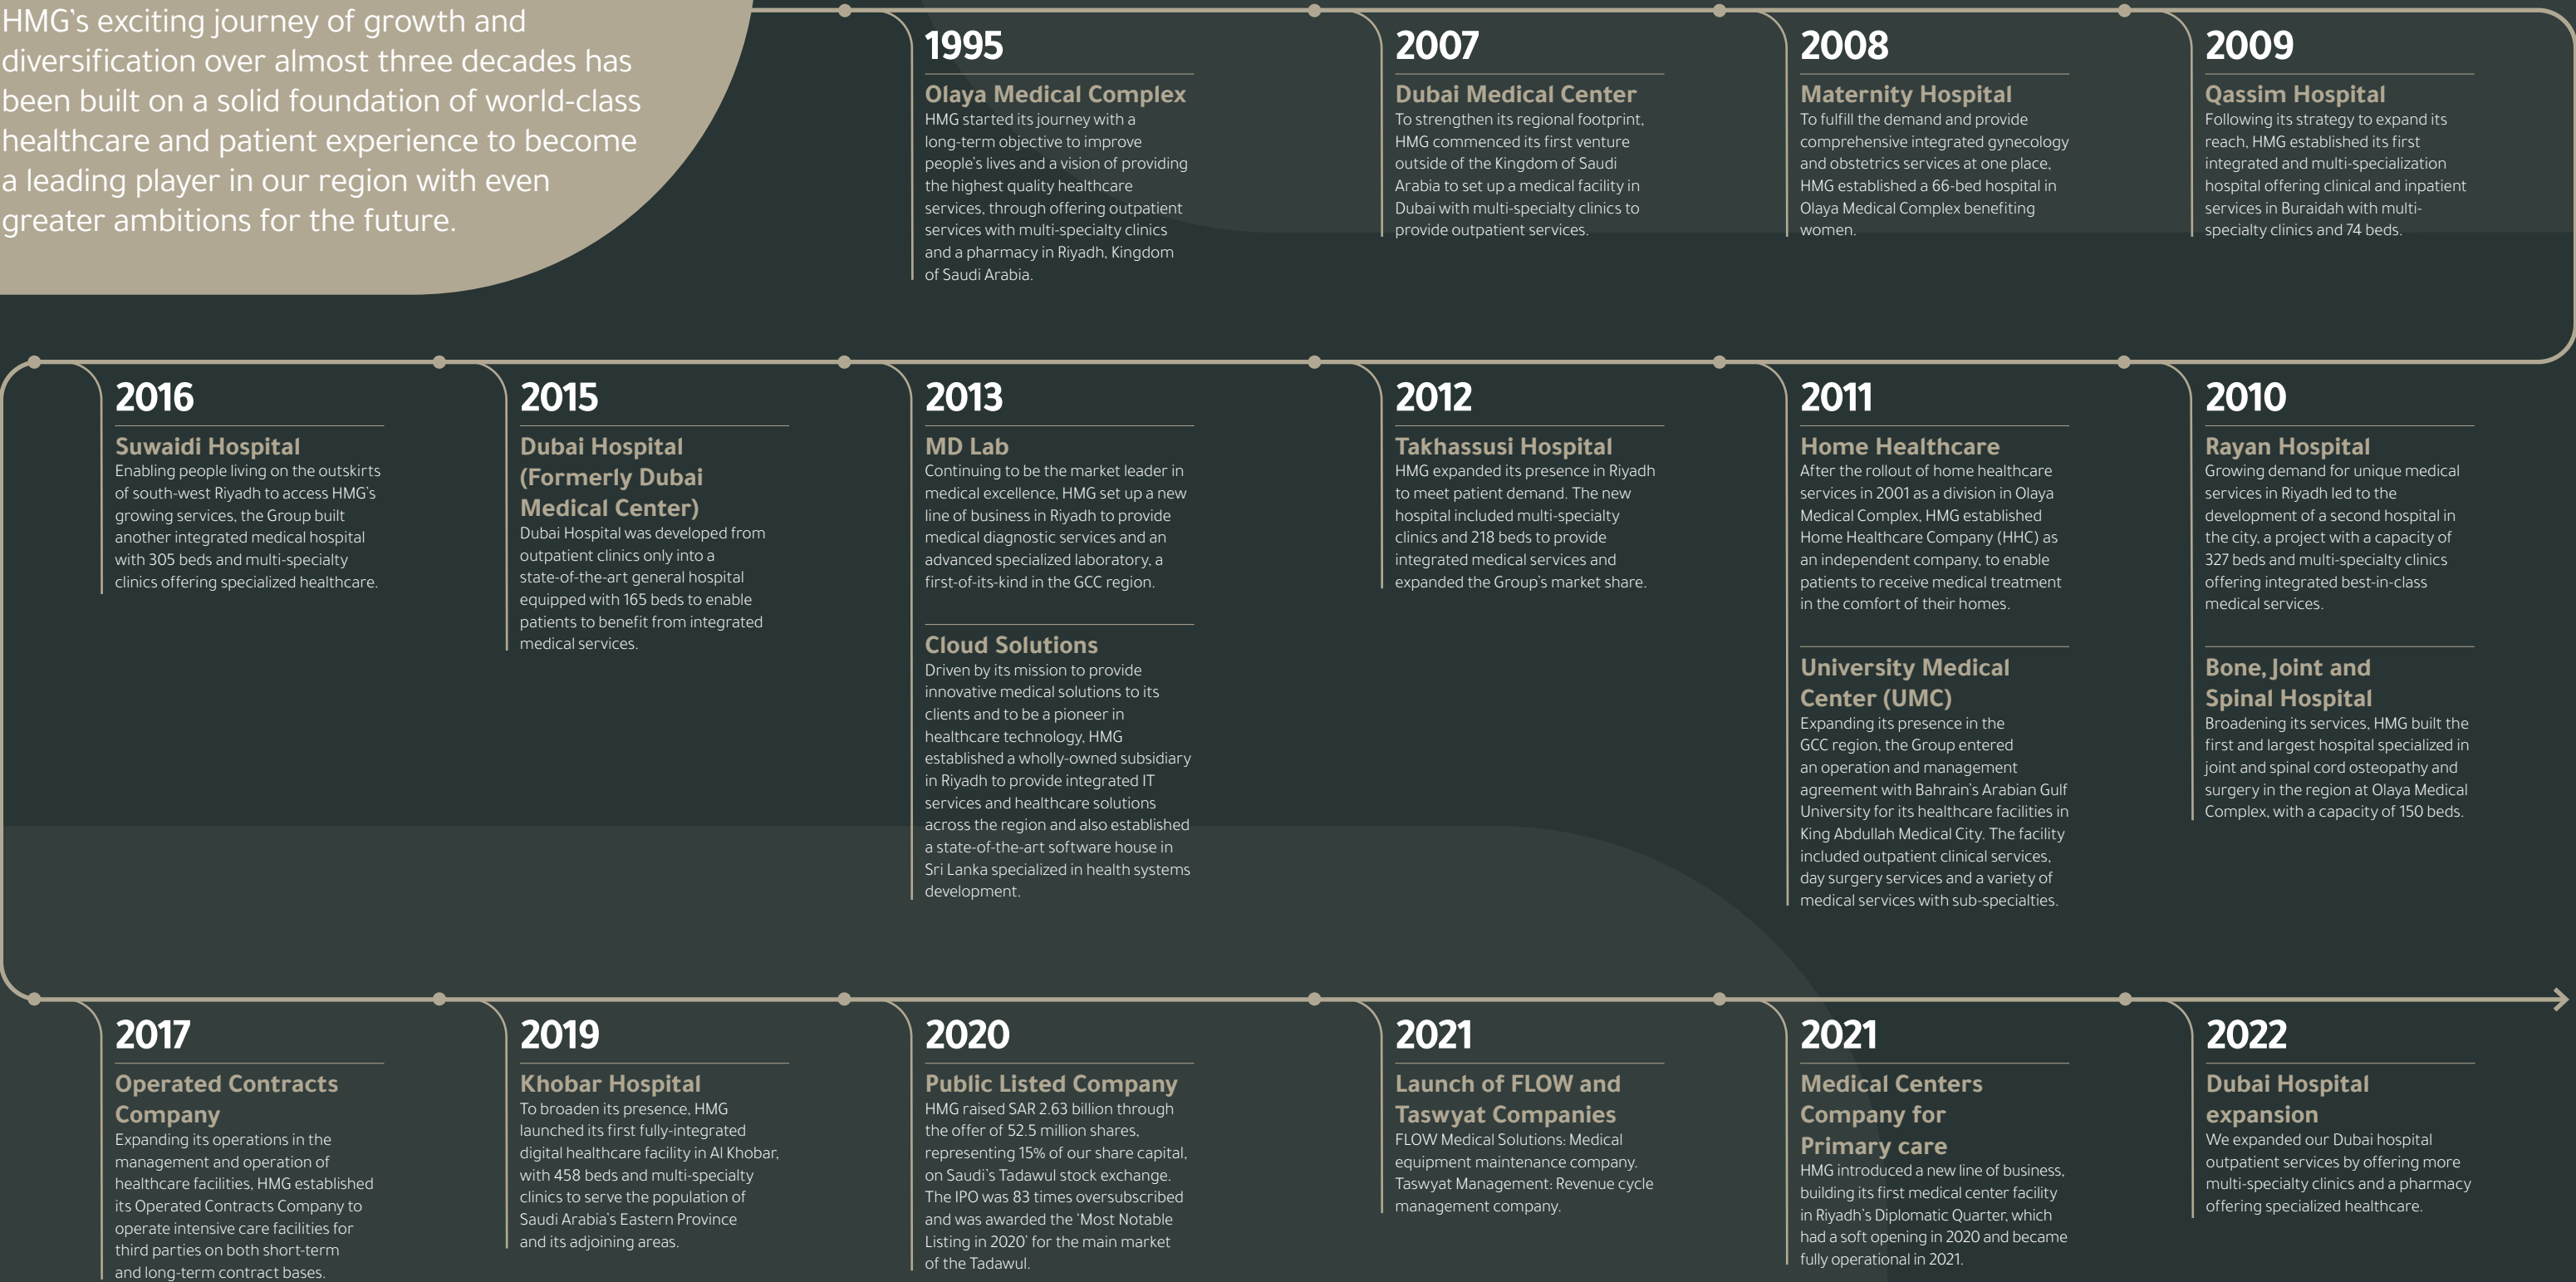 HMG's exciting journey of growth and
diversification over almost three decades has
been built on a solid foundation of world-class
healthcare and patient experience to become
a leading player in our region with even
greater ambitions for the future.
1995
Olaya Medical Complex
HMG started its journey with a
long-term objective to improve
people's lives and a vision of providing
the highest quality healthcare
services, through offering outpatient
services with multi-specialty clinics
and a pharmacy in Riyadh, Kingdom
of Saudi Arabia.
2007
Dubai Medical Center
To strengthen its regional footprint,
HMG commenced its first venture
outside of the Kingdom of Saudi
Arabia to set up a medical facility in
Dubai with multi-specialty clinics to
provide outpatient services.
2008
Maternity Hospital
To fulfill the demand and provide
comprehensive integrated gynecology
and obstetrics services at one place,
HMG established a 66-bed hospital in
Olaya Medical Complex benefiting
women.
2009
Qassim Hospital
Following its strategy to expand its
reach, HMG established its first
integrated and multi-specialization
hospital offering clinical and inpatient
services in Buraidah with multi-
specialty clinics and 74 beds.
2010
Rayan Hospital
Growing demand for unique medical
services in Riyadh led to the
development of a second hospital in
the city, a project with a capacity of
327 beds and multi-specialty clinics
offering integrated best-in-class
medical services.
Bone, Joint and
Spinal Hospital
Broadening its services, HMG built the
first and largest hospital specialized in
joint and spinal cord osteopathy and
surgery in the region at Olaya Medical
Complex, with a capacity of 150 beds.
2011
Home Healthcare
After the rollout of home healthcare
services in 2001 as a division in Olaya
Medical Complex, HMG established
Home Healthcare Company (HHC) as
an independent company, to enable
patients to receive medical treatment
in the comfort of their homes.
University Medical
Center (UMC)
Expanding its presence in the
GCC region, the Group entered
an operation and management
agreement with Bahrain's Arabian Gulf
University for its healthcare facilities in
King Abdullah Medical City. The facility
included outpatient clinical services,
day surgery services and a variety of
medical services with sub-specialties.
2012
Takhassusi Hospital
HMG expanded its presence in Riyadh
to meet patient demand. The new
hospital included multi-specialty
clinics and 218 beds to provide
integrated medical services and
expanded the Group's market share.
2013
MD Lab
Continuing to be the market leader in
medical excellence, HMG set up a new
line of business in Riyadh to provide
medical diagnostic services and an
advanced specialized laboratory, a
first-of-its-kind in the GCC region.
Cloud Solutions
Driven by its mission to provide
innovative medical solutions to its
clients and to be a pioneer in
healthcare technology, HMG
established a wholly-owned subsidiary
in Riyadh to provide integrated IT
services and healthcare solutions
across the region and also established
a state-of-the-art software house in
Sri Lanka specialized in health systems
development.
2015
Dubai Hospital
(Formerly Dubai
Medical Center)
Dubai Hospital was developed from
outpatient clinics only into a
state-of-the-art general hospital
equipped with 165 beds to enable
patients to benefit from integrated
medical services.
2016
Suwaidi Hospital
Enabling people living on the outskirts
of south-west Riyadh to access HMG's
growing services, the Group built
another integrated medical hospital
with 305 beds and multi-specialty
clinics offering specialized healthcare.
2017
Operated Contracts
Company
Expanding its operations in the
management and operation of
healthcare facilities, HMG established
its Operated Contracts Company to
operate intensive care facilities for
third parties on both short-term
and long-term contract bases.
2019
Khobar Hospital
To broaden its presence, HMG
launched its first fully-integrated
digital healthcare facility in Al Khobar,
with 458 beds and multi-specialty
clinics to serve the population of
Saudi Arabia's Eastern Province
and its adjoining areas.
2020
Public Listed Company
HMG raised SAR 2.63 billion through
the offer of 52.5 million shares,
representing 15% of our share capital,
on Saudi's Tadawul stock exchange.
The IPO was 83 times oversubscribed
and was awarded the 'Most Notable
Listing in 2020' for the main market
of the Tadawul.
2021
Launch of FLOW and
Taswyat Companies
FLOW Medical Solutions: Medical
equipment maintenance company.
Taswyat Management: Revenue cycle
management company.
2021
Medical Centers
Company for
Primary care
HMG introduced a new line of business,
building its first medical center facility
in Riyadh's Diplomatic Quarter, which
had a soft opening in 2020 and became
fully operational in 2021.
2022
Dubai Hospital
expansion
We expanded our Dubai hospital
outpatient services by offering more
multi-specialty clinics and a pharmacy
offering specialized healthcare.